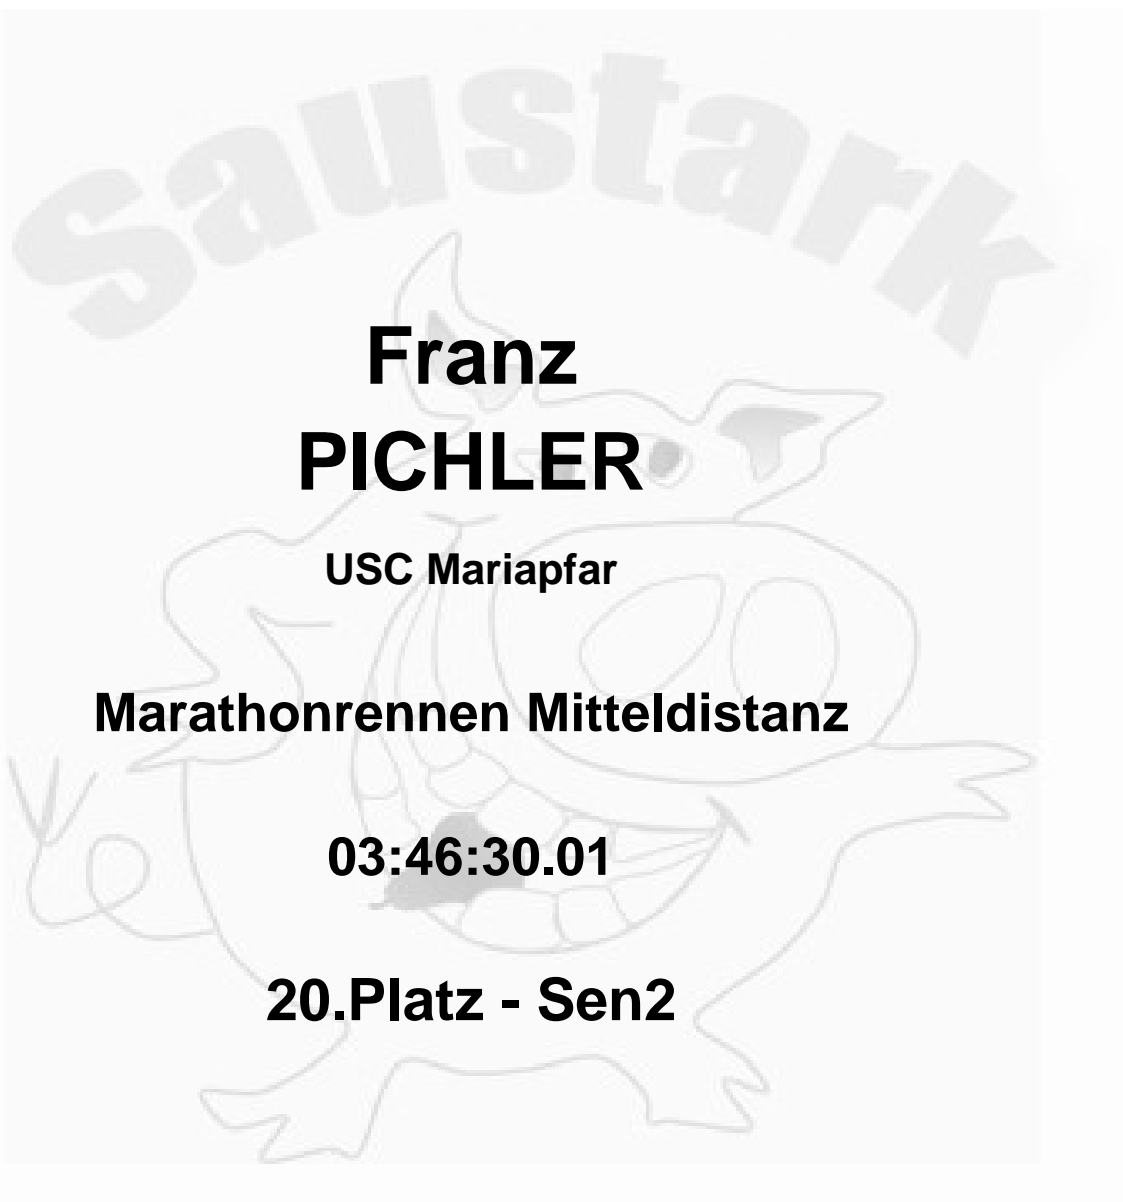 Saustark
Franz
PICHLER
USC Mariapfar
Marathonrennen Mitteldistanz
03:46:30.01
20.Platz - Sen2